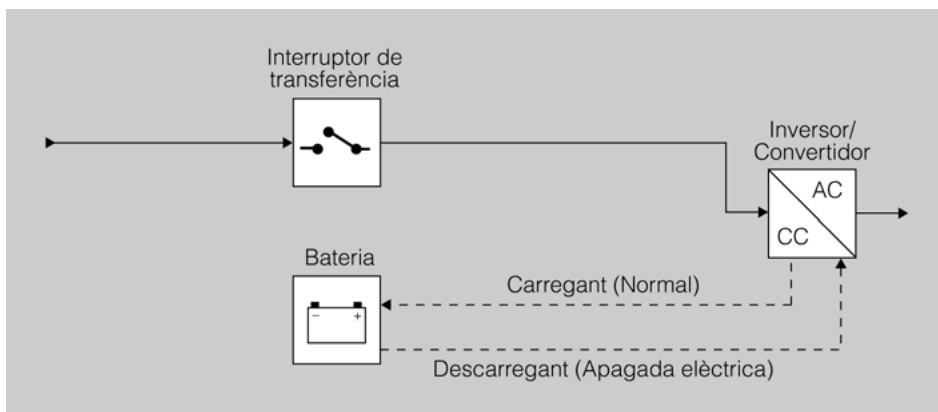 Interruptor de
transferència
Inversor/
Convertidor
AC
CC
Bateria
Carregant (Normal)
Descarregant (Apagada elèctrica)